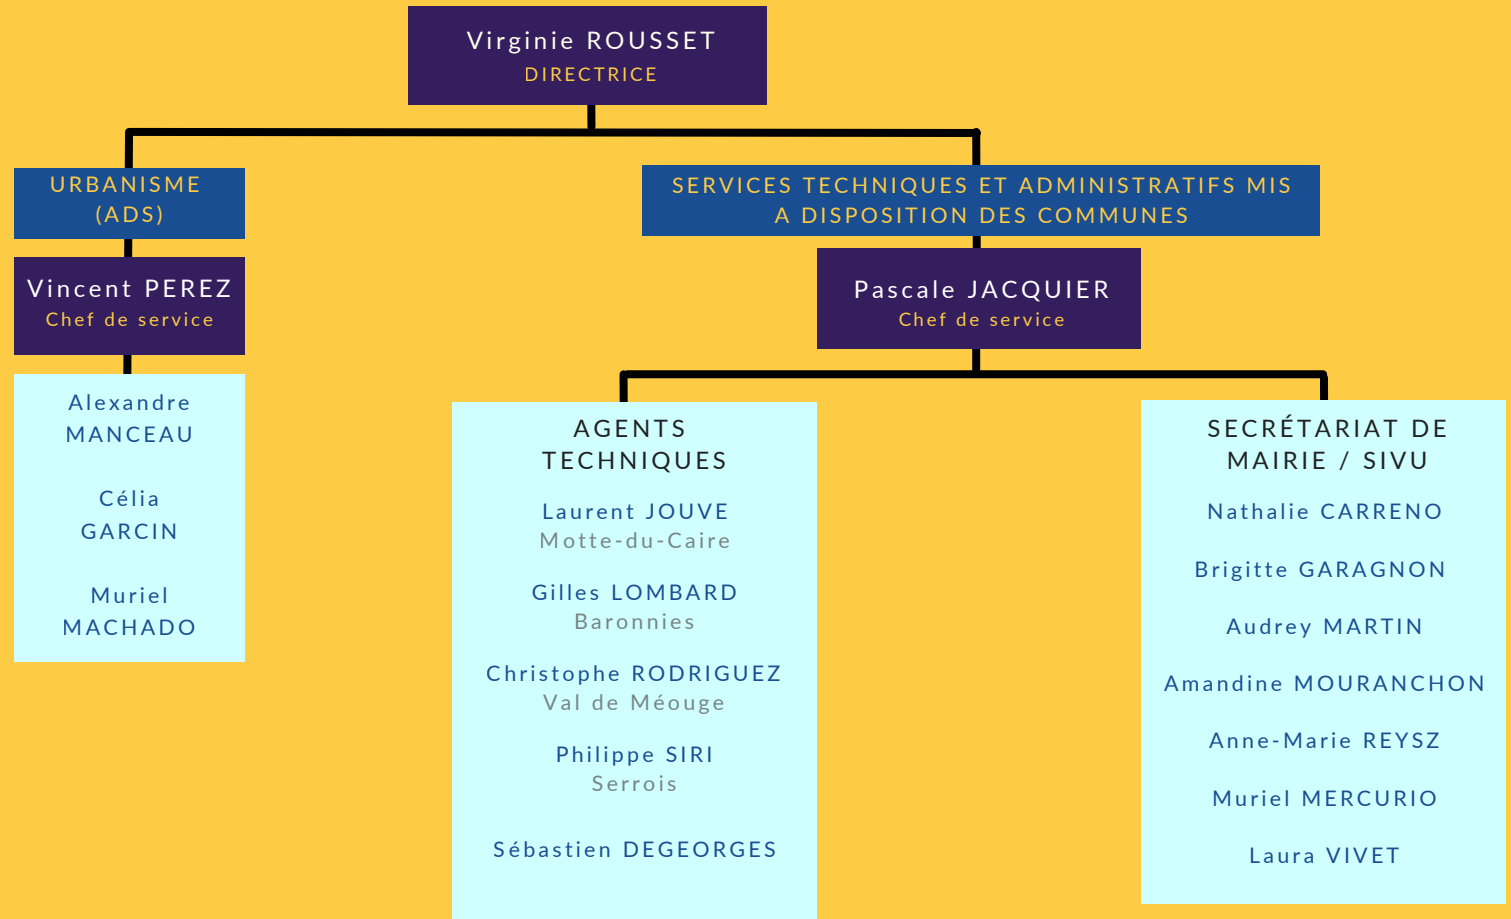 Virginie ROUSSET
DIRECTRICE
URBANISME
(ADS)
Vincent PEREZ
Chef de service
Alexandre
MANCEAU
Célia
GARCIN
Muriel
MACHADO
SERVICES TECHNIQUES ET ADMINISTRATIFS MIS
A DISPOSITION DES COMMUNES
Pascale JACQUIER
Chef de service
AGENTS
TECHNIQUES
Laurent JOUVE
Motte-du-Caire
Gilles LOMBARD
Baronnies
Christophe RODRIGUEZ
Val de Méouge
Philippe SIRI
Serrois
Sébastien DEGEORGES
SECRÉTARIAT DE
MAIRIE / SIVU
Nathalie CARRENO
Brigitte GARAGNON
Audrey MARTIN
Amandine MOURANCHON
Anne-Marie REYSZ
Muriel MERCURIO
Laura VIVET